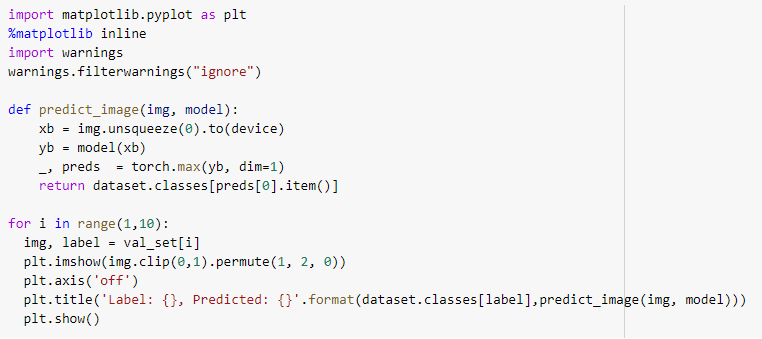 import matplotlib.pyplot as plt
%matplotlib inline
import warnings
warnings.filterwarnings("ignore")

def predict_image(img, model):
    xb = img.unsqueeze(0).to(device)
    yb = model(xb)
    _, preds  = torch.max(yb, dim=1)
    return dataset.classes[preds[0].item()]

for i in range(1,10):
  img, label = val_set[i]
  plt.imshow(img.clip(0,1).permute(1, 2, 0))
  plt.axis('off')
  plt.title('Label: {}, Predicted: {}'.format(dataset.classes[label],predict_image(img, model)))
  plt.show()